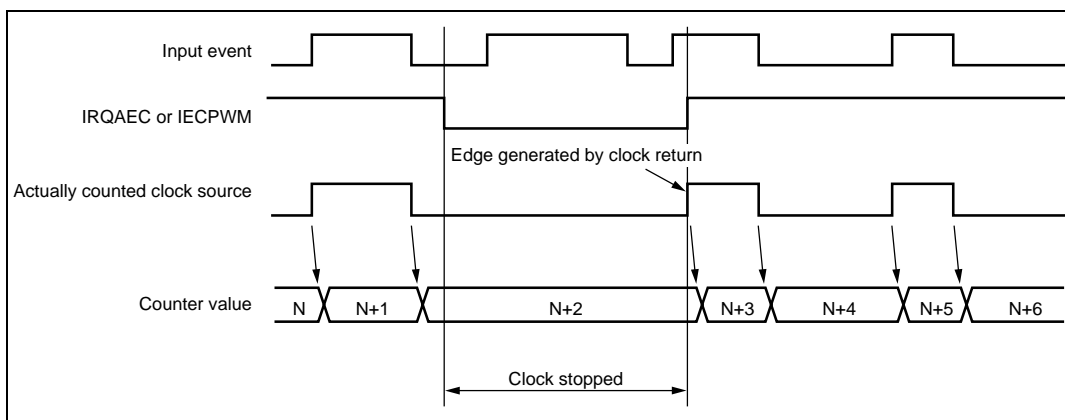 Input event
IRQAEC or IECPWM
Edge generated by clock return
Actually counted clock source
Counter value
N
N+1
N+2
N+3
N+4
N+5
N+6
Clock stopped